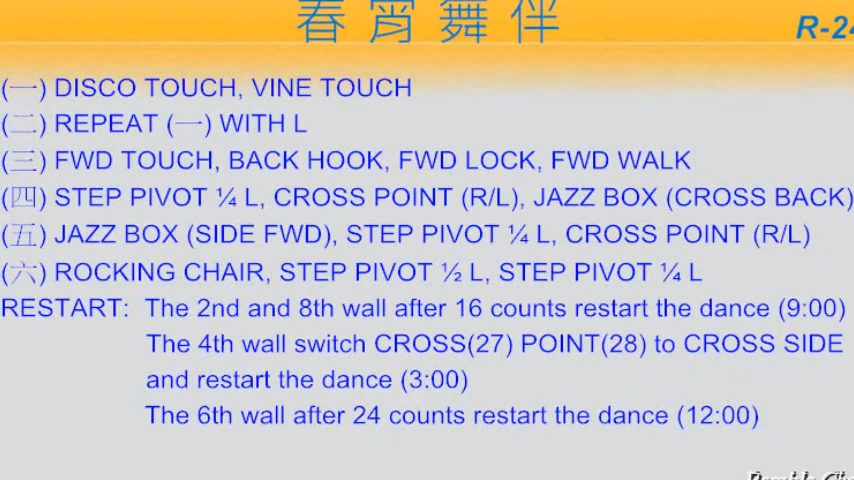 春宵舞伴
R-24
(一) DISCO TOUCH, VINE TOUCH
(二) REPEAT (一) WITH L
(三) FWD TOUCH, BACK HOOK, FWD LOCK, FWD WALK
(四) STEP PIVOT ¼ L, CROSS POINT (R/L), JAZZ BOX (CROSS BACK)
(五) JAZZ BOX (SIDE FWD), STEP PIVOT ¼ L, CROSS POINT (R/L)
(六) ROCKING CHAIR, STEP PIVOT ½ L, STEP PIVOT ¼ L
RESTART: The 2nd and 8th wall after 16 counts restart the dance (9:00)
The 4th wall switch CROSS(27) POINT(28) to CROSS SIDE
and restart the dance (3:00)
The 6th wall after 24 counts restart the dance (12:00)